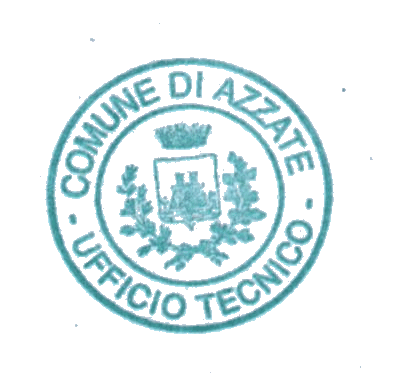 COMUNE DI AZZATE
- UFFICIO TECNICO -